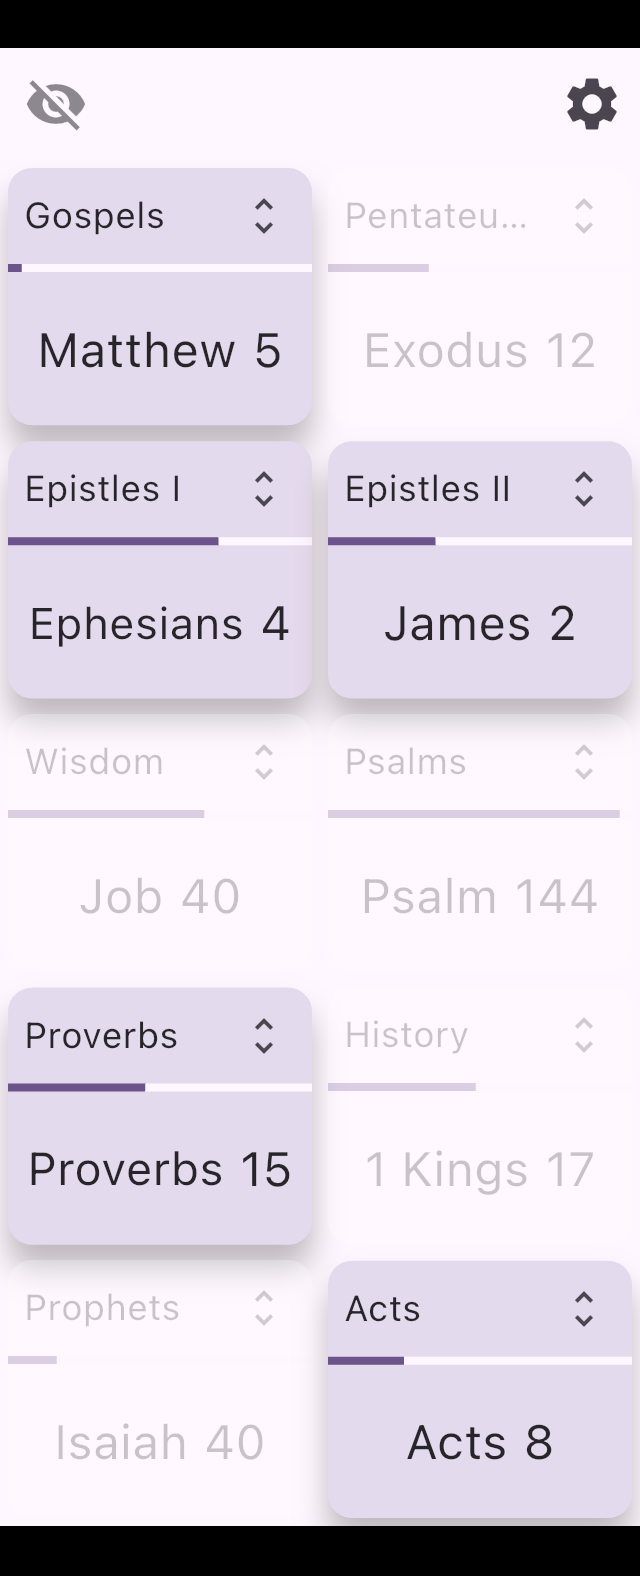 Gospels
Pentateu...
Matthew 5
Exodus 12
Epistles I
Epistles II
Ephesians 4
James 2
Wisdom
Psalms
Job 40
Psalm 144
Proverbs
History
Proverbs 15
1 Kings 17
Prophets
Acts
Isaiah 40
Acts 8